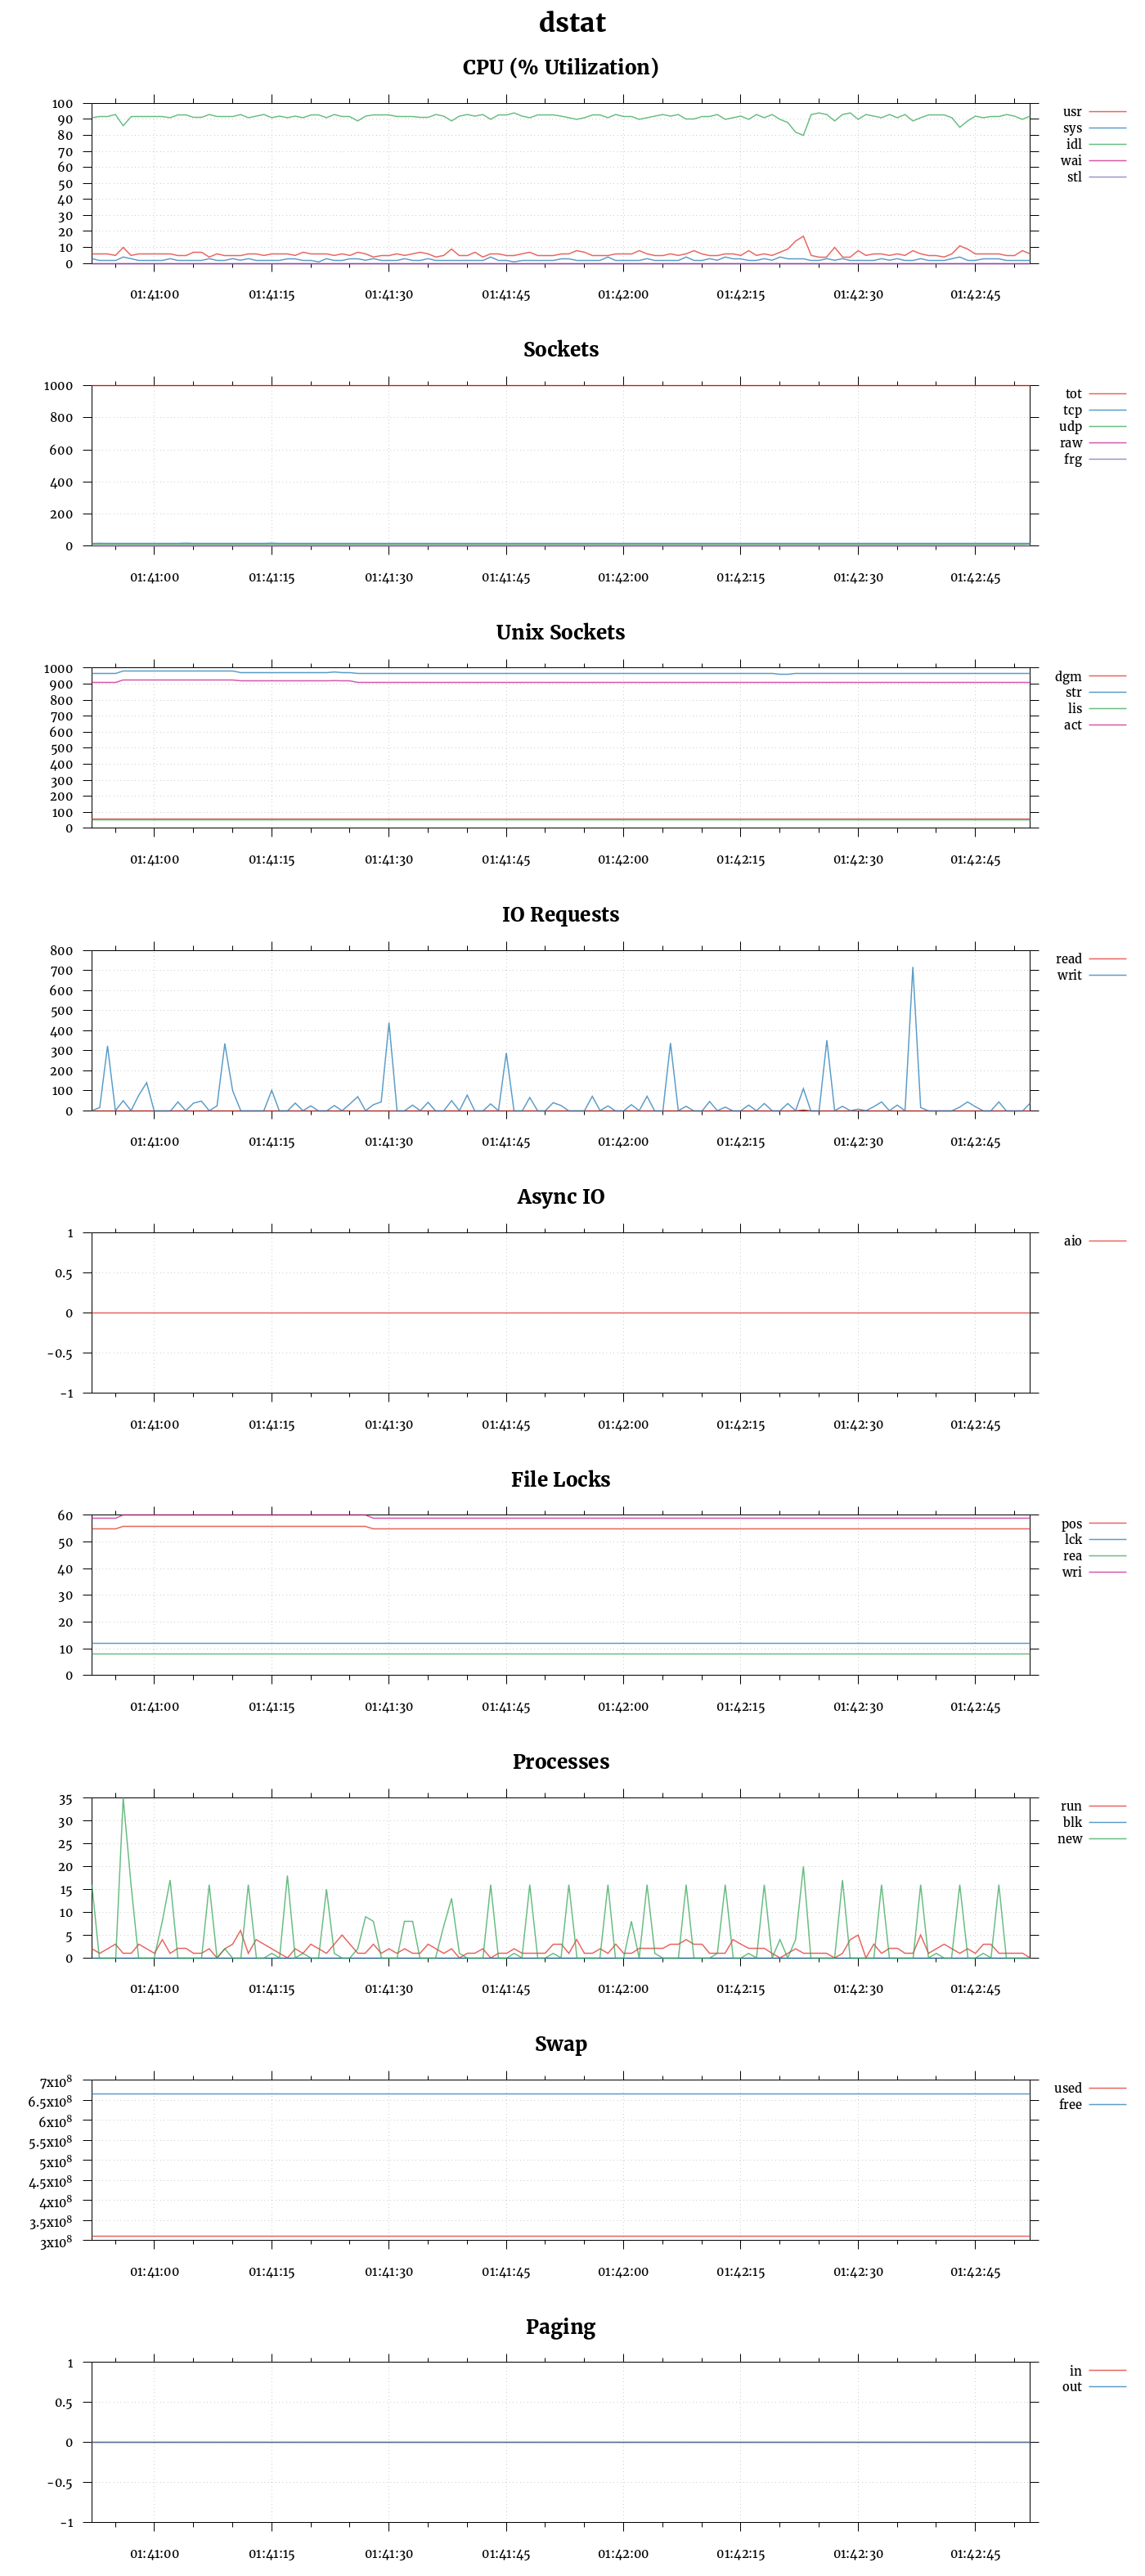 dstat
CPU (% Utilization)
100
90
80
70
60
50
40
30
20
10
0
01:41:00 01:41:15 01:41:30 01:41:45 01:42:00 01:42:15 01:42:30 01:42:45
usr
sys
idl
wai
stl
Sockets
1000
800
600
400
200
0
01:41:00 01:41:15 01:41:30 01:41:45 01:42:00 01:42:15 01:42:30 01:42:45
tot
tcp
udp
raw
frg
Unix Sockets
1000
900
800
700
600
500
400
300
200
100
0
01:41:00 01:41:15 01:41:30 01:41:45 01:42:00 01:42:15 01:42:30 01:42:45
dgm
str
lis
act
IO Requests
800
700
600
500
400
300
200
100
0
01:41:00 01:41:15 01:41:30 01:41:45 01:42:00 01:42:15 01:42:30 01:42:45
read
writ
Async IO
1
0.5
0
-0.5
-1
01:41:00 01:41:15 01:41:30 01:41:45 01:42:00 01:42:15 01:42:30 01:42:45
aio
File Locks
60
50
40
30
20
10
0
01:41:00 01:41:15 01:41:30 01:41:45 01:42:00 01:42:15 01:42:30 01:42:45
pos
lck
rea
wri
Processes
35
30
25
20
15
10
5
0
01:41:00 01:41:15 01:41:30 01:41:45 01:42:00 01:42:15 01:42:30 01:42:45
run
blk
new
Swap
7x10⁸
6.5x10⁸
6x10⁸
5.5x10⁸
5x10⁸
4.5x10⁸
4x10⁸
3.5x10⁸
3x10⁸
01:41:00 01:41:15 01:41:30 01:41:45 01:42:00 01:42:15 01:42:30 01:42:45
used
free
Paging
1
0.5
0
-0.5
-1
01:41:00 01:41:15 01:41:30 01:41:45 01:42:00 01:42:15 01:42:30 01:42:45
in
out